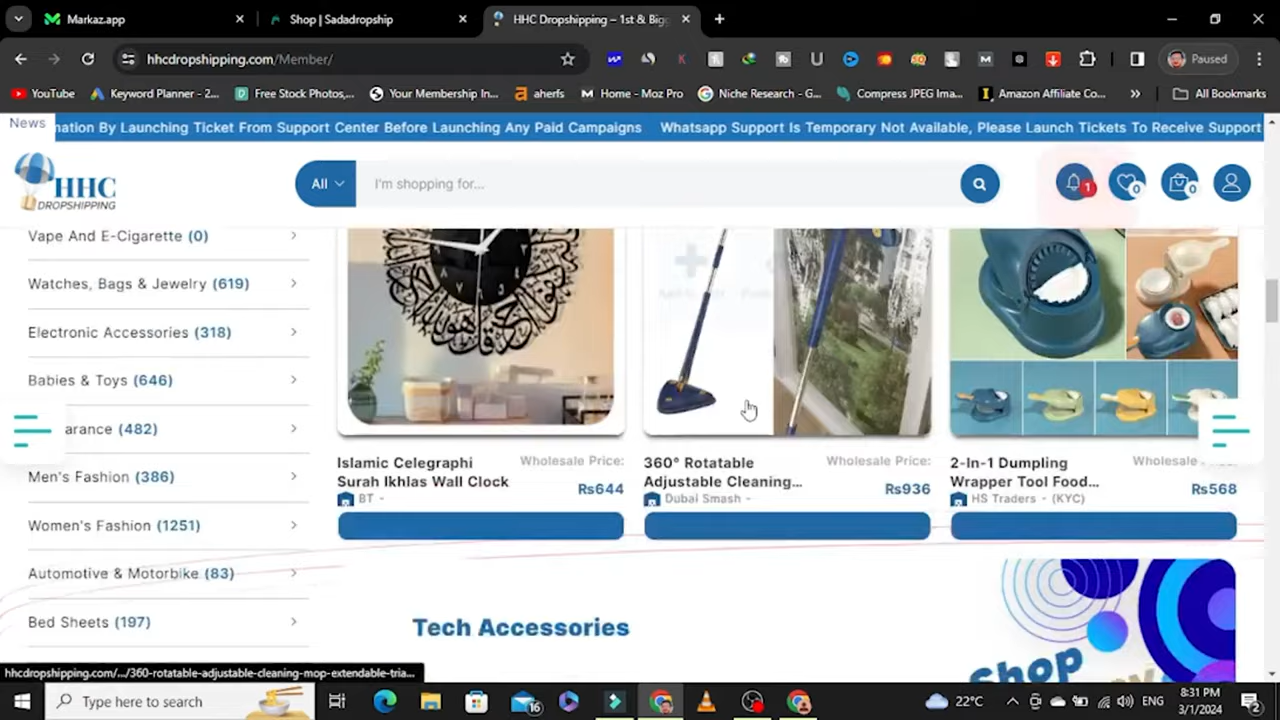 Markaz.app
Shop | Sadadropship
HHC Dropshipping – 1st & Bigg
hhcdropshipping.com/Member/
Paused
YouTube
Keyword Planner - 2...
Free Stock Photos,...
Your Membership In...
aherfs
Home - Moz Pro
Niche Research - G...
Compress JPEG Ima...
Amazon Affiliate Co...
All Bookmarks
News
mation By Launching Ticket From Support Center Before Launching Any Paid Campaigns
Whatsapp Support Is Temporary Not Available, Please Launch Tickets To Receive Support
HHC
DROPSHIPPING
All
I'm shopping for...
1
0
0
Vape And E-Cigarette (0)
Watches, Bags & Jewelry (619)
Electronic Accessories (318)
Babies & Toys (646)
arance (482)
Men's Fashion (386)
Women's Fashion (1251)
Automotive & Motorbike (83)
Bed Sheets (197)
Islamic Celegraphi
Surah Ikhlas Wall Clock
Wholesale Price:
Rs644
BT -
360° Rotatable
Adjustable Cleaning...
Wholesale Price:
Rs936
Dubai Smash -
2-In-1 Dumpling
Wrapper Tool Food...
Wholesale
Rs568
HS Traders - (KYC)
Tech Accessories
Shop
hhcdropshipping.com/.../360-rotatable-adjustable-cleaning-mop-extendable-tria...
Type here to search
16
22°C
ENG
8:31 PM
3/1/2024
2